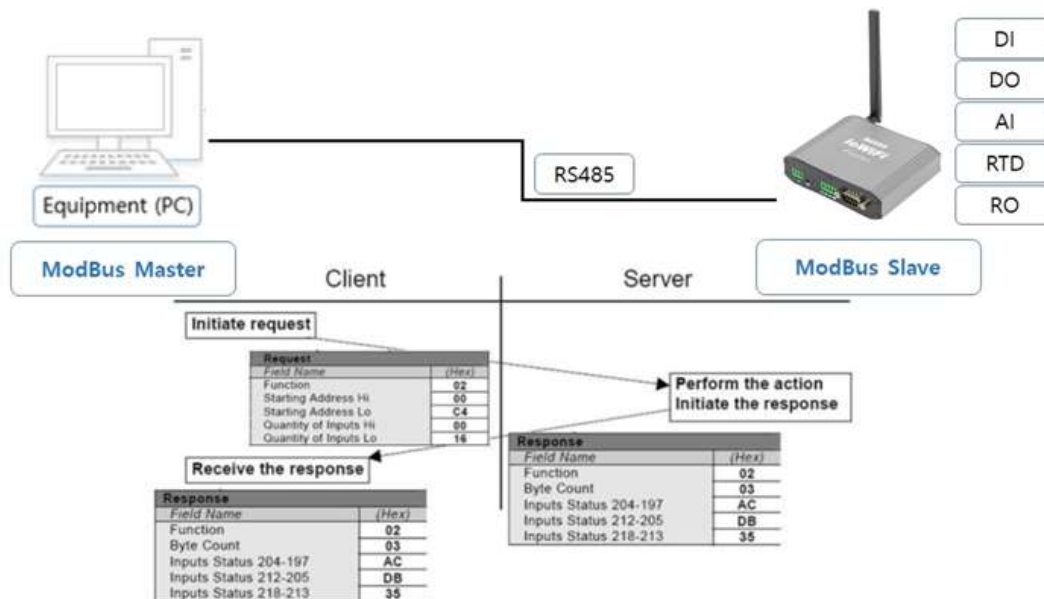 DI
DO
AI
RTD
RO
RS485
IoWiFi
Equipment (PC)
ModBus Master
ModBus Slave
Client
Server
Initiate request
Request
Field Name (Hex)
Function 02
Starting Address Hi 00
Starting Address Lo C4
Quantity of Inputs Hi 00
Quantity of Inputs Lo 16
Perform the action
Initiate the response
Receive the response
Response
Field Name (Hex)
Function 02
Byte Count 03
Inputs Status 204-197 AC
Inputs Status 212-205 DB
Inputs Status 218-213 35
Response
Field Name (Hex)
Function 02
Byte Count 03
Inputs Status 204-197 AC
Inputs Status 212-205 DB
Inputs Status 218-213 35